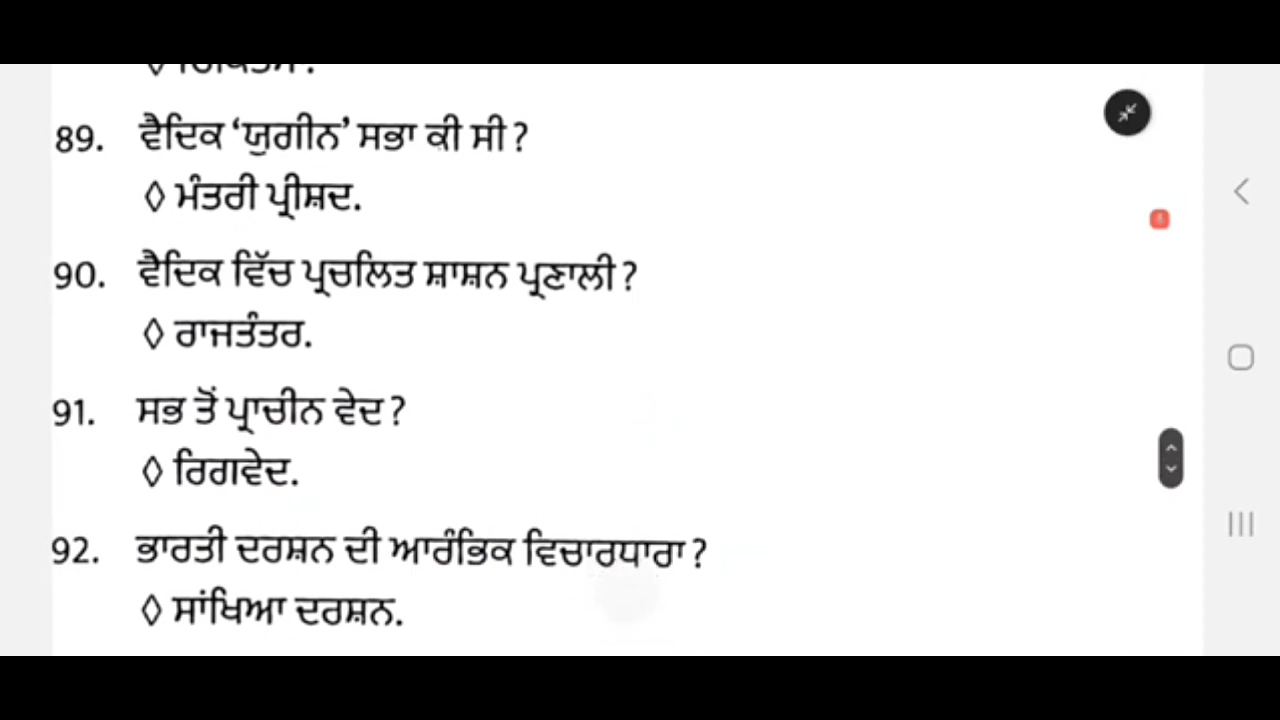 89. ਵੈਦਿਕ ‘ਯੁਗੀਨ’ ਸਭਾ ਕੀ ਸੀ?
◊ ਮੰਤਰੀ ਪ੍ਰੀਸ਼ਦ.
90. ਵੈਦਿਕ ਵਿੱਚ ਪ੍ਰਚਲਿਤ ਸ਼ਾਸ਼ਨ ਪ੍ਰਣਾਲੀ?
◊ ਰਾਜਤੰਤਰ.
91. ਸਭ ਤੋਂ ਪ੍ਰਾਚੀਨ ਵੇਦ?
◊ ਰਿਗਵੇਦ.
92. ਭਾਰਤੀ ਦਰਸ਼ਨ ਦੀ ਆਰੰਭਿਕ ਵਿਚਾਰਧਾਰਾ?
◊ ਸਾਂਖਿਆ ਦਰਸ਼ਨ.